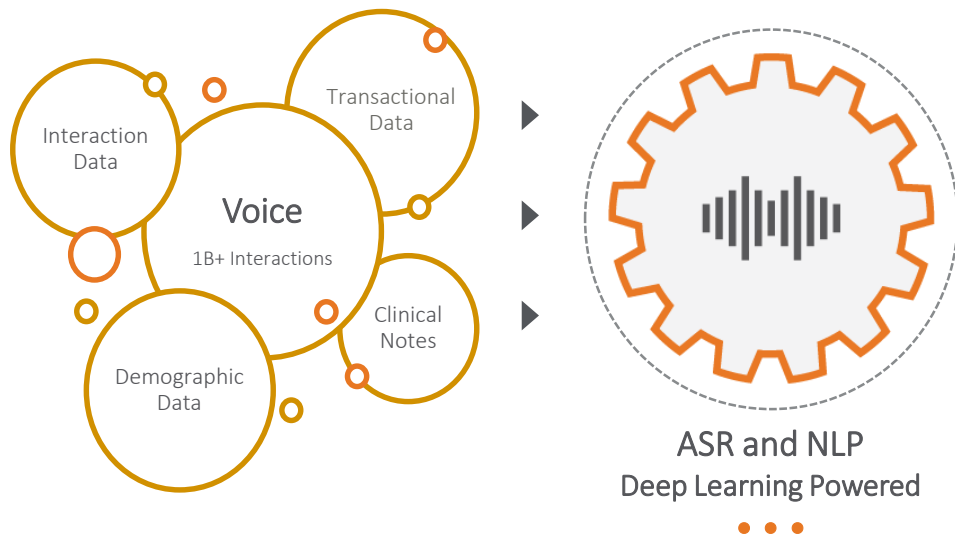 Transactional
Data
Interaction
Data
Voice
1B+ Interactions
Clinical
Notes
Demographic
Data
ASR and NLP
Deep Learning Powered